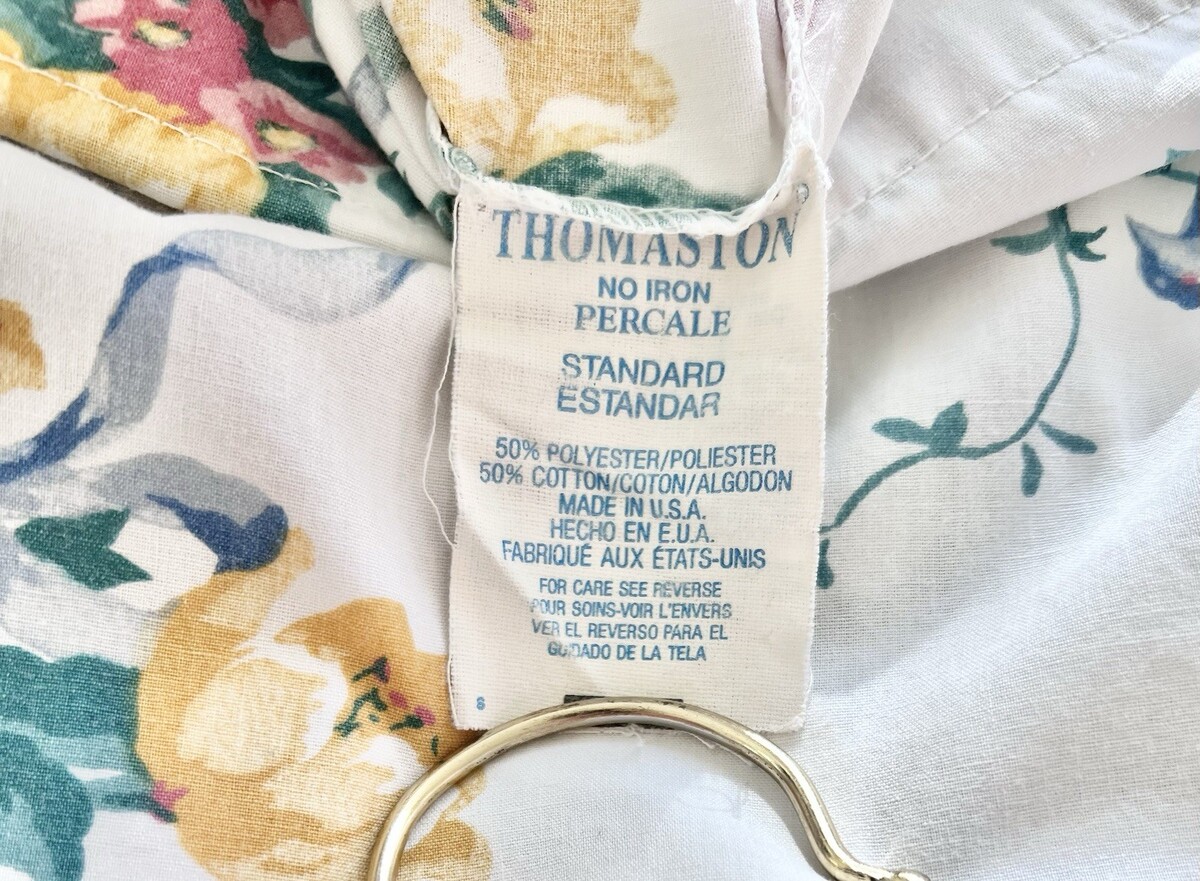 THOMASTON
NO IRON
PERCALE
STANDARD
ESTANDAR
50% POLYESTER/POLIESTER
50% COTTON/COTON/ALGODON
MADE IN U.S.A.
HECHO EN E.U.A.
FABRIQUÉ AUX ÉTATS-UNIS
FOR CARE SEE REVERSE
POUR SOINS-VOIR L'ENVERS
VER EL REVERSO PARA EL
CUIDADO DE LA TELA